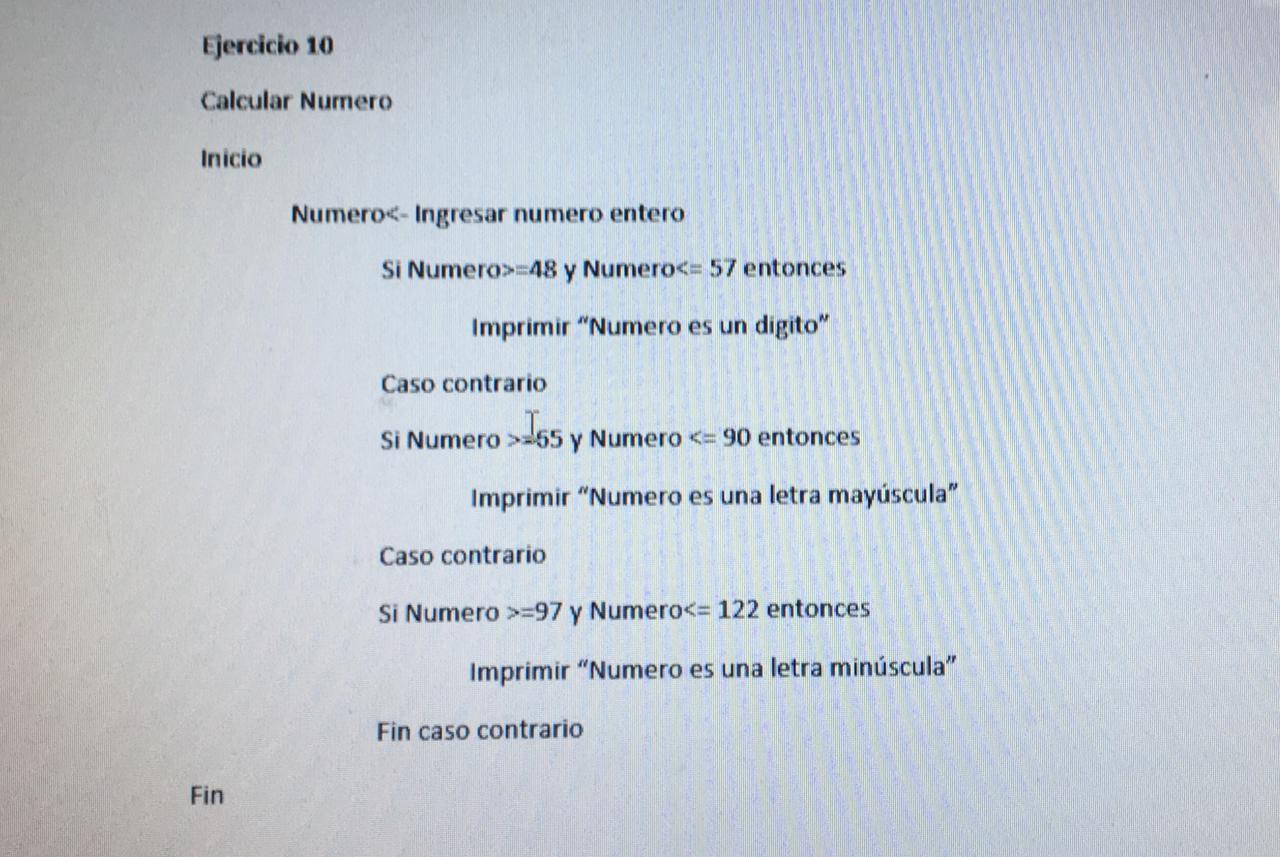 Ejercicio 10
Calcular Numero
Inicio
Numero<- Ingresar numero entero
Si Numero>=48 y Numero<= 57 entonces
Imprimir “Numero es un digito”
Caso contrario
Si Numero >=65 y Numero <= 90 entonces
Imprimir “Numero es una letra mayúscula”
Caso contrario
Si Numero >=97 y Numero<= 122 entonces
Imprimir “Numero es una letra minúscula”
Fin caso contrario
Fin